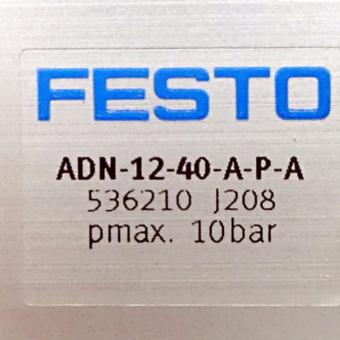 FESTO
ADN-12-40-A-P-A
536210 J208
pmax. 10bar